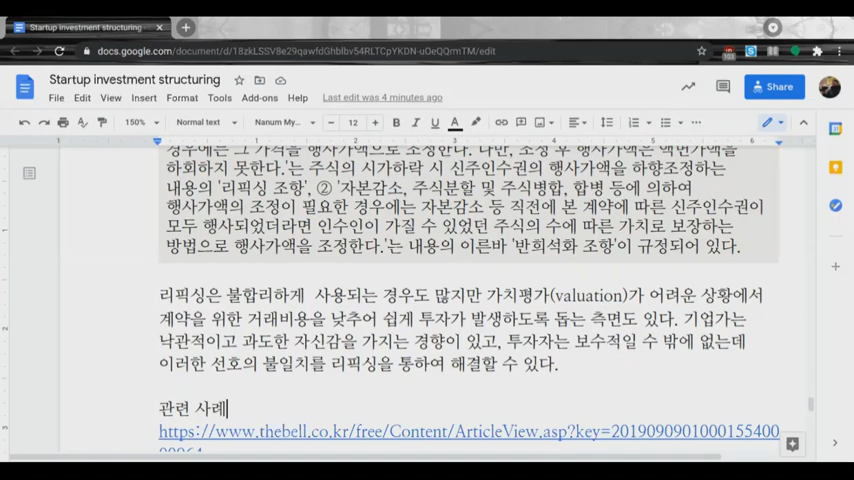 Startup investment structuring
docs.google.com/document/d/18zkLSSV8e29qawfdGhblbv54RLTCpYKDN-uOeQQrmTM/edit
103
Startup investment structuring
Share
File Edit View Insert Format Tools Add-ons Help Last edit was 4 minutes ago
150% Normal text Nanum My... 12 B I U A
1 2 3 4 5 6
경우에는 그 가격을 행사가액으로 조정한다. 다만, 조정 후 행사가액은 액면가액을
하회하지 못한다.'는 주식의 시가하락 시 신주인수권의 행사가액을 하향조정하는
내용의 '리픽싱 조항', ② '자본감소, 주식분할 및 주식병합, 합병 등에 의하여
행사가액의 조정이 필요한 경우에는 자본감소 등 직전에 본 계약에 따른 신주인수권이
모두 행사되었더라면 인수인이 가질 수 있었던 주식의 수에 따른 가치로 보장하는
방법으로 행사가액을 조정한다.'는 내용의 이른바 '반희석화 조항'이 규정되어 있다.
리픽싱은 불합리하게 사용되는 경우도 많지만 가치평가(valuation)가 어려운 상황에서
계약을 위한 거래비용을 낮추어 쉽게 투자가 발생하도록 돕는 측면도 있다. 기업가는
낙관적이고 과도한 자신감을 가지는 경향이 있고, 투자자는 보수적일 수 밖에 없는데
이러한 선호의 불일치를 리픽싱을 통하여 해결할 수 있다.
관련 사례
https://www.thebell.co.kr/free/Content/ArticleView.asp?key=2019090901000155400